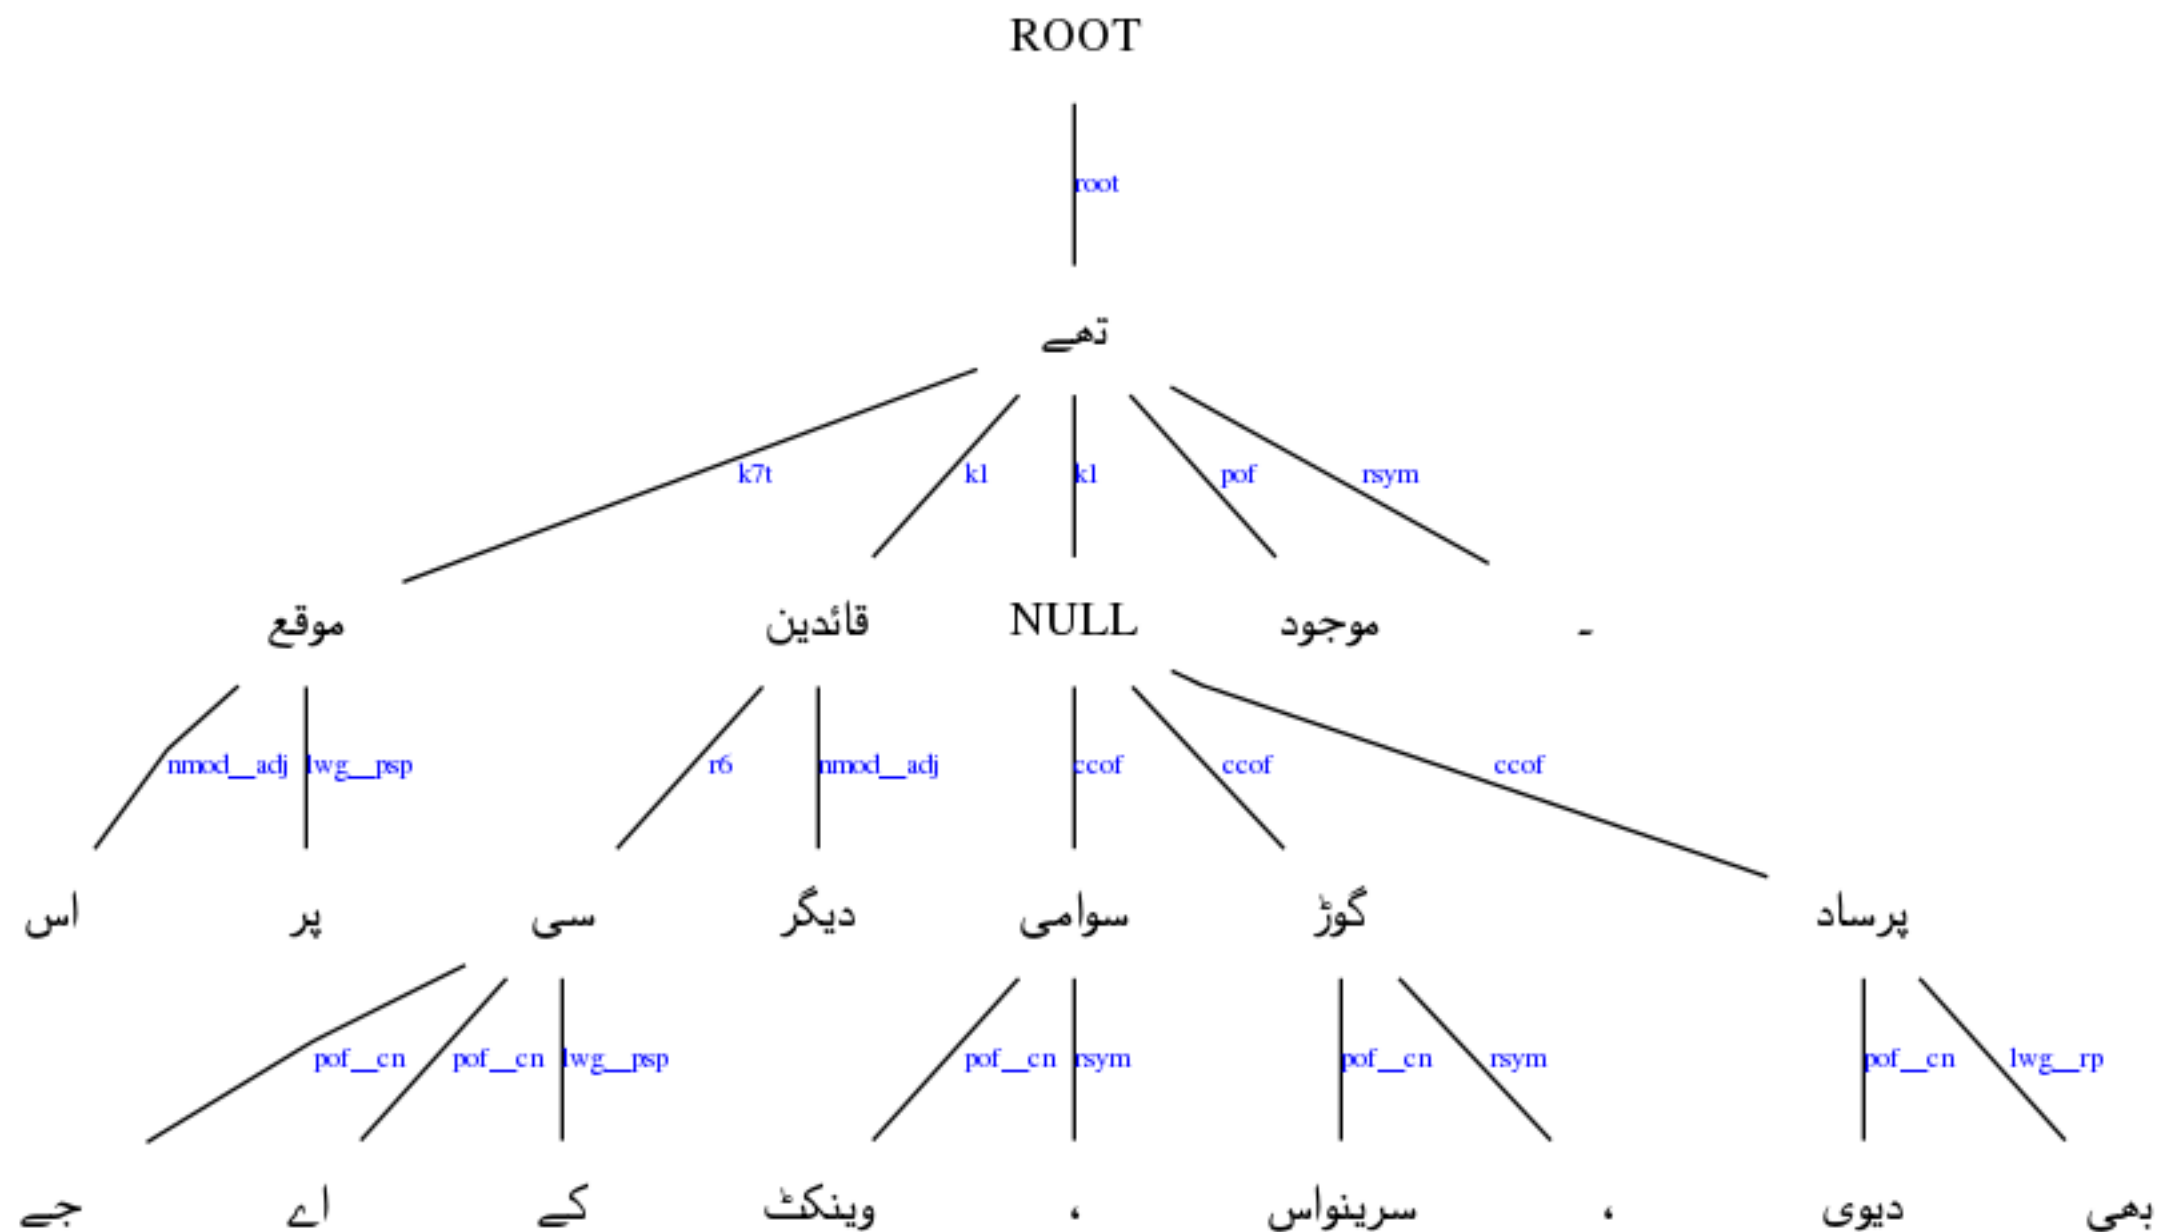 ROOT
root
تھے
k7t k1 k1 pof rsym
موقع قائدین NULL موجود ۔
nmod__adj lwg__psp r6 nmod__adj ccof ccof ccof
اس پر سی دیگر سوامی گوڑ پرساد
pof__cn pof__cn lwg__psp pof__cn rsym pof__cn rsym pof__cn lwg__rp
جے اے کے وینکٹ ، سرینواس ، دیوی بھی